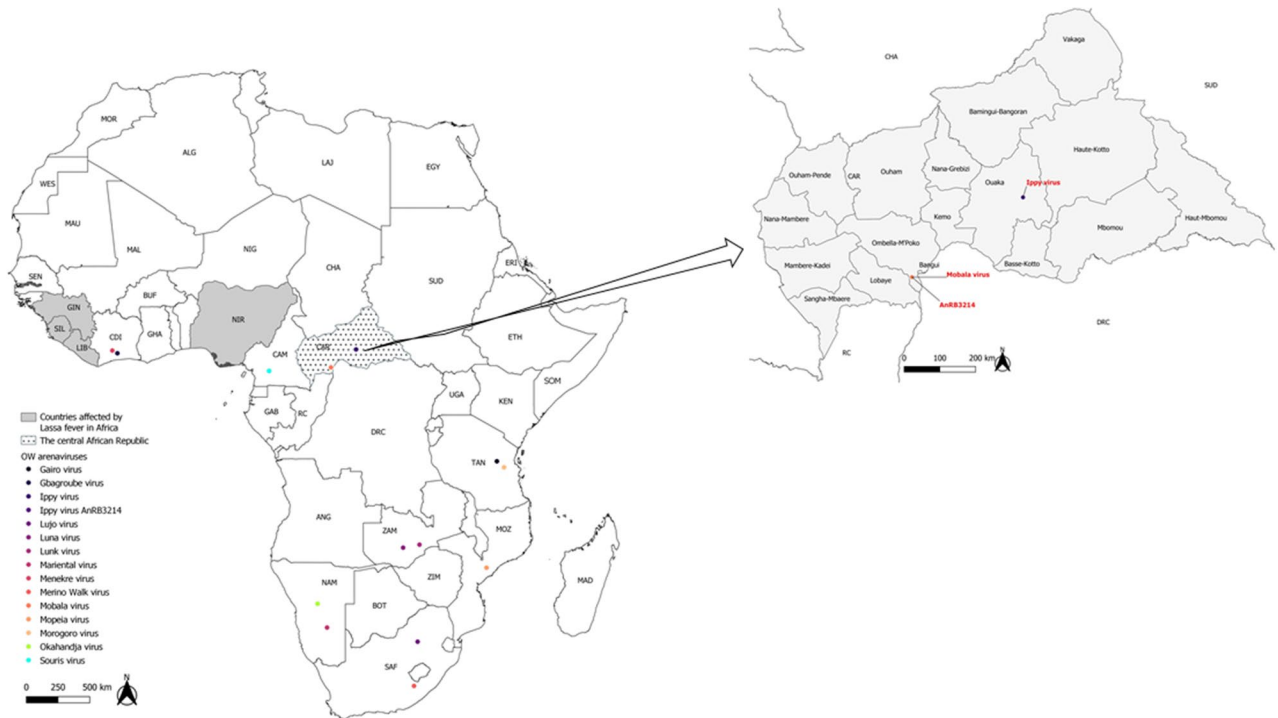 MOR
ALG
LAJ
EGY
WES
MAU
MAL
NIG
CHA
SUD
ERI
SEN
BUF
GIN
SIL
LIB
CDI
GHA
NIR
CAM
CAR
ETH
SOM
UGA
KEN
GAB
RC
DRC
TAN
ANG
ZAM
MOZ
MAD
NAM
ZIM
BOT
SAF
Countries affected by
Lassa fever in Africa
The central African Republic
OW arenaviruses
Gairo virus
Gbagroube virus
Ippy virus
Ippy virus AnRB3214
Lujo virus
Luna virus
Lunk virus
Mariental virus
Menekre virus
Merino Walk virus
Mobala virus
Mopeia virus
Morogoro virus
Okahandja virus
Souris virus
0 250 500 km
N
Vakaga
CHA
SUD
Bamingui-Bangoran
Haute-Kotto
Ouham-Pende
CAR
Ouham
Nana-Grebizi
Ouaka
Ippy virus
Nana-Mambere
Kemo
Mbomou
Haut-Mbomou
Ombella-M'Poko
Mambere-Kadei
Bangui
Basse-Kotto
Lobaye
Mobala virus
Sangha-Mbaere
AnRB3214
DRC
RC
0 100 200 km
N